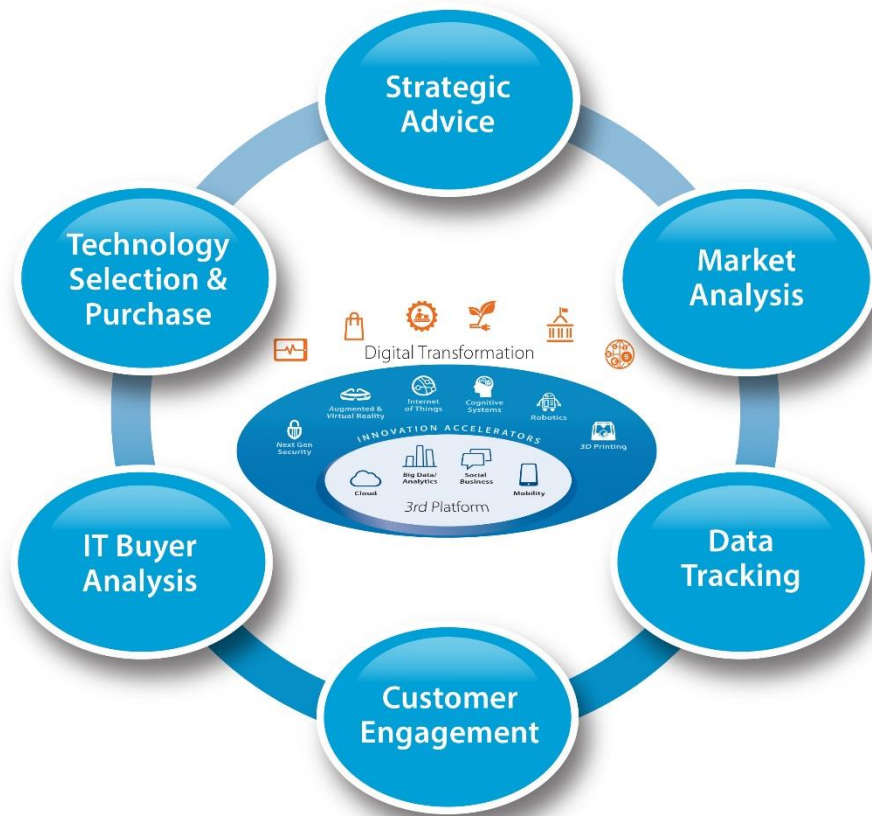 Strategic
Advice
Technology
Selection &
Purchase
Market
Analysis
Digital Transformation
Augmented &
Virtual Reality
Internet
of Things
Cognitive
Systems
Robotics
Next Gen
Security
INNOVATION ACCELERATORS
3D Printing
Cloud
Big Data/
Analytics
Social
Business
Mobility
3rd Platform
IT Buyer
Analysis
Data
Tracking
Customer
Engagement